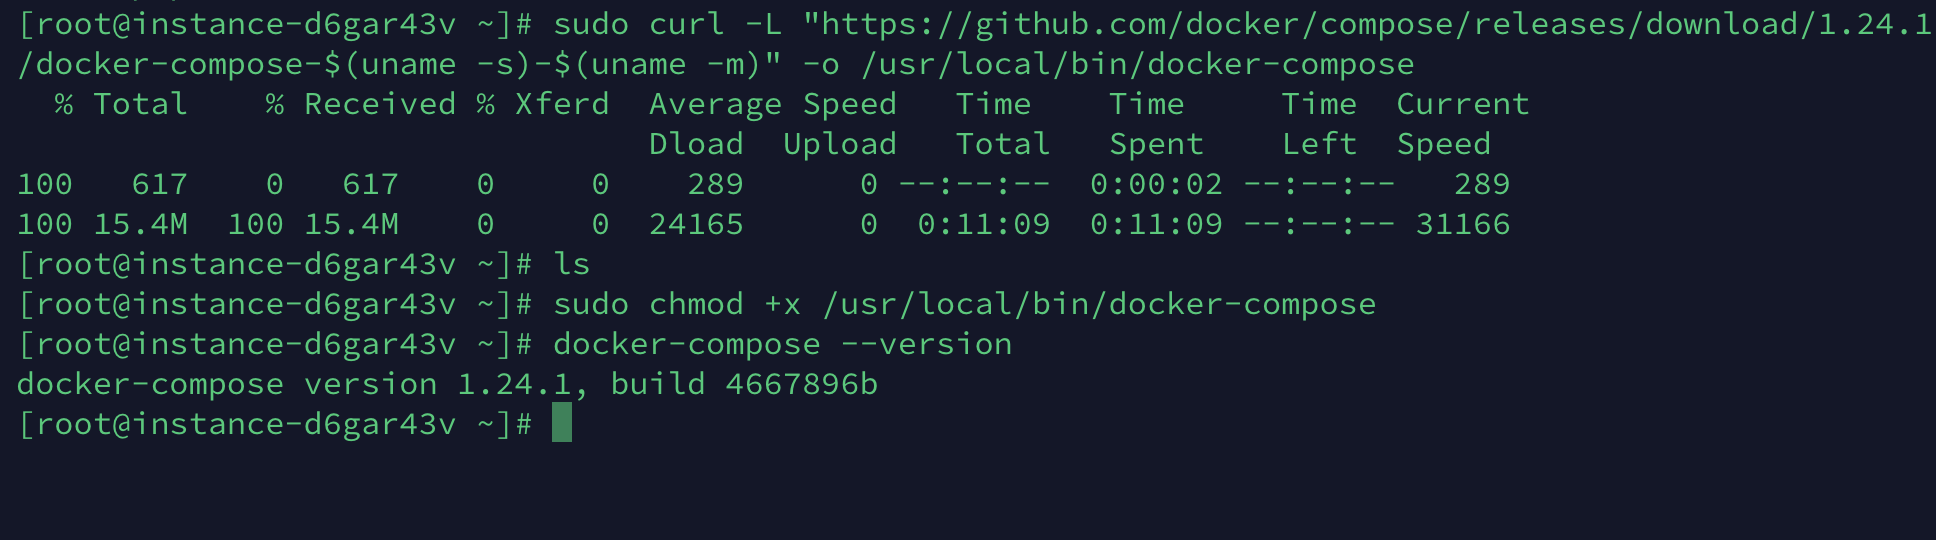 [root@instance-d6gar43v ~]# sudo curl -L "https://github.com/docker/compose/releases/download/1.24.1
/docker-compose-$(uname -s)-$(uname -m)" -o /usr/local/bin/docker-compose
  % Total    % Received % Xferd  Average Speed   Time    Time     Time  Current
                                 Dload  Upload   Total   Spent    Left  Speed
100   617    0   617    0     0    289      0 --:--:--  0:00:02 --:--:--   289
100 15.4M  100 15.4M    0     0  24165      0  0:11:09  0:11:09 --:--:-- 31166
[root@instance-d6gar43v ~]# ls
[root@instance-d6gar43v ~]# sudo chmod +x /usr/local/bin/docker-compose
[root@instance-d6gar43v ~]# docker-compose --version
docker-compose version 1.24.1, build 4667896b
[root@instance-d6gar43v ~]#